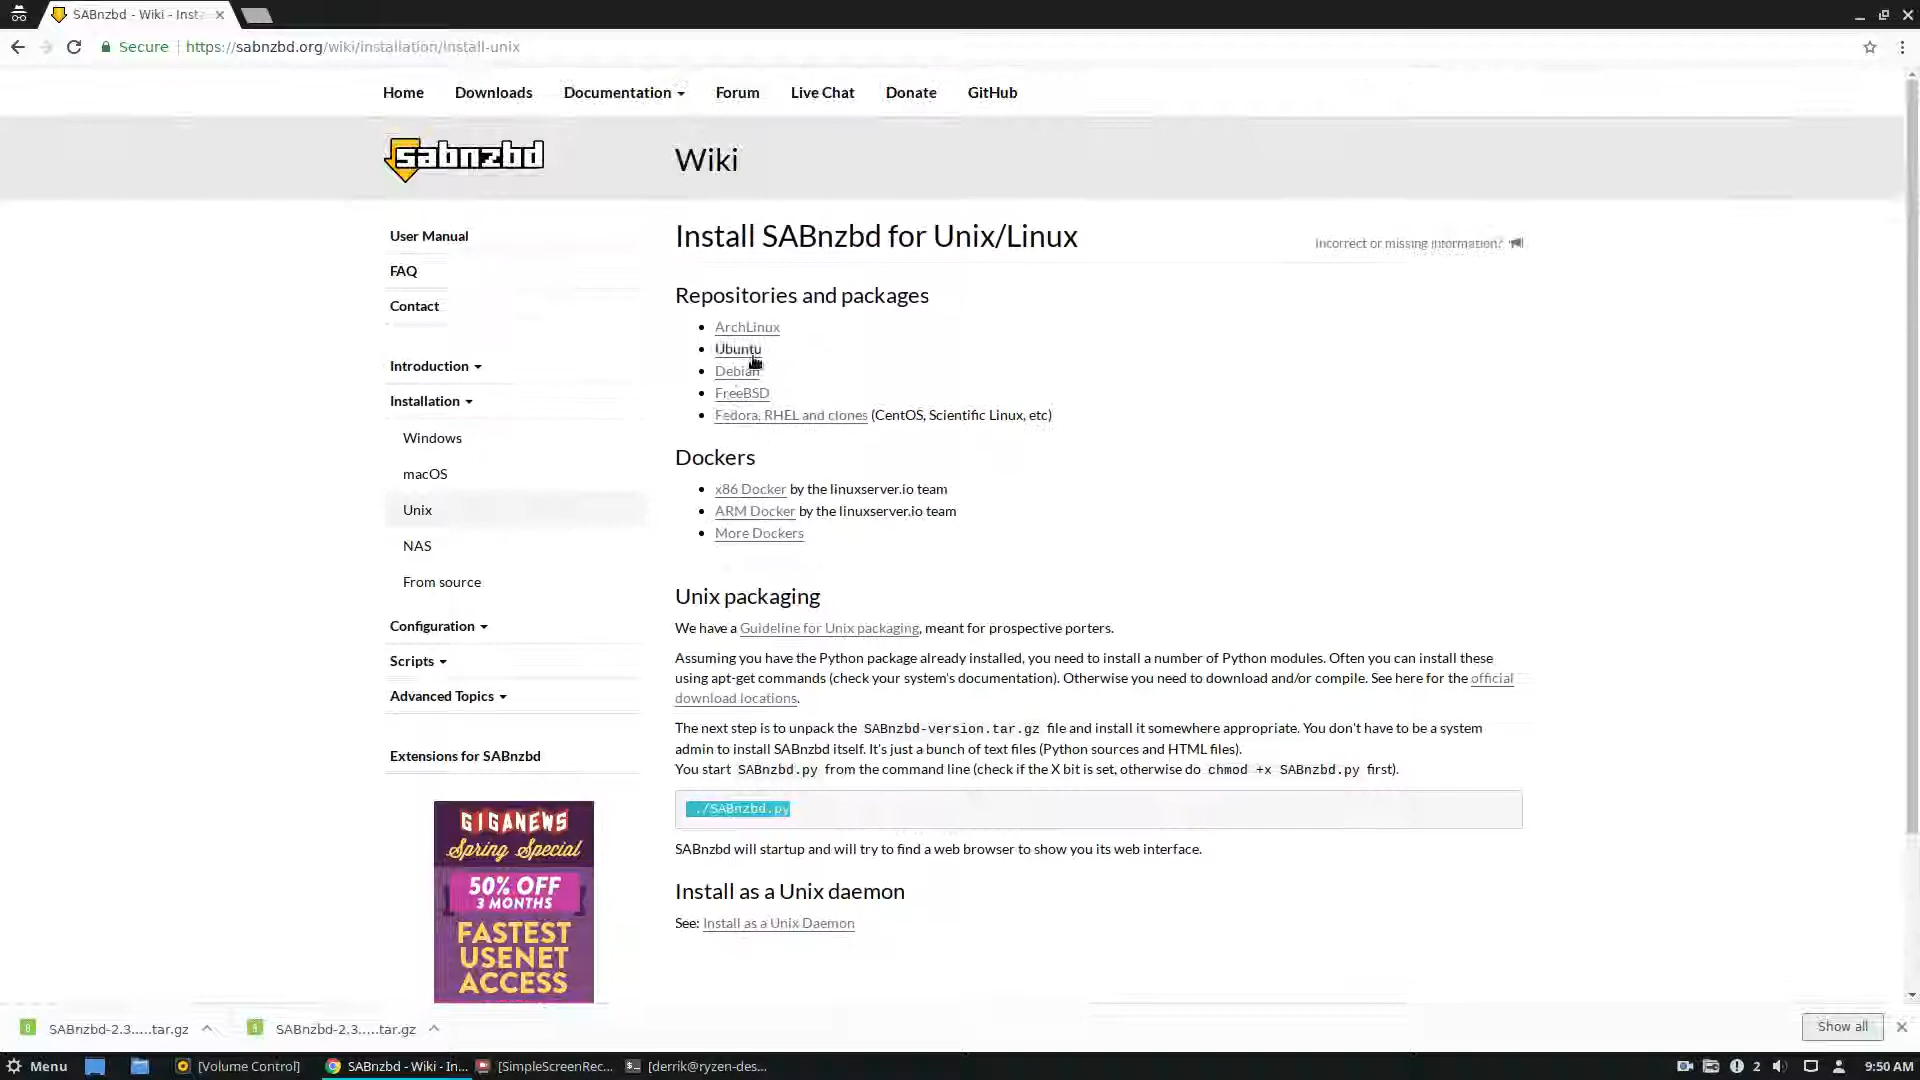 SABnzbd - Wiki - Inst
Secure https://sabnzbd.org/wiki/installation/install-unix
Home Downloads Documentation Forum Live Chat Donate GitHub
sabnzbd
Wiki
User Manual
FAQ
Contact
Introduction
Installation
Windows
macOS
Unix
NAS
From source
Configuration
Scripts
Advanced Topics
Extensions for SABnzbd
GIGANEWS
Spring Special
50% OFF
3 MONTHS
FASTEST
USENET
ACCESS
Install SABnzbd for Unix/Linux
Incorrect or missing information?
Repositories and packages
ArchLinux
Ubuntu
Debian
FreeBSD
Fedora, RHEL and clones (CentOS, Scientific Linux, etc)
Dockers
x86 Docker by the linuxserver.io team
ARM Docker by the linuxserver.io team
More Dockers
Unix packaging
We have a Guideline for Unix packaging, meant for prospective porters.
Assuming you have the Python package already installed, you need to install a number of Python modules. Often you can install these
using apt-get commands (check your system's documentation). Otherwise you need to download and/or compile. See here for the official
download locations.
The next step is to unpack the SABnzbd-version.tar.gz file and install it somewhere appropriate. You don't have to be a system
admin to install SABnzbd itself. It's just a bunch of text files (Python sources and HTML files).
You start SABnzbd.py from the command line (check if the X bit is set, otherwise do chmod +x SABnzbd.py first).
./SABnzbd.py
SABnzbd will startup and will try to find a web browser to show you its web interface.
Install as a Unix daemon
See: Install as a Unix Daemon
SABnzbd-2.3.....tar.gz SABnzbd-2.3.....tar.gz Show all
Menu [Volume Control] SABnzbd - Wiki - In... [SimpleScreenRec... [derrik@ryzen-des... 2 9:50 AM